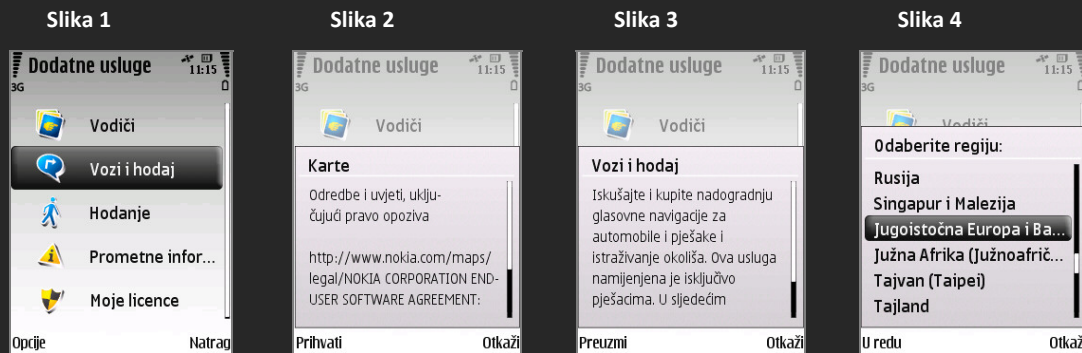 Slika 1
Slika 2
Slika 3
Slika 4
Dodatne usluge
11:15
3G
Vodiči
Vozi i hodaj
Hodanje
Prometne infor...
Moje licence
Opcije
Natrag
Dodatne usluge
11:15
3G
Vodiči
Karte
Odredbe i uvjeti, uklju-
čujući pravo opoziva
http://www.nokia.com/maps/
legal/NOKIA CORPORATION END-
USER SOFTWARE AGREEMENT:
Prihvati
Otkaži
Dodatne usluge
11:15
3G
Vodiči
Vozi i hodaj
Iskušajte i kupite nadogradnju
glasovne navigacije za
automobile i pješake i
istraživanje okoliša. Ova usluga
namijenjena je isključivo
pješacima. U sljedećim
Preuzmi
Otkaži
Dodatne usluge
11:15
3G
Vodiči
Odaberite regiju:
Rusija
Singapur i Malezija
Jugoistočna Europa i Ba...
Južna Afrika (Južnoafrič...
Tajvan (Taipei)
Tajland
U redu
Otkaž